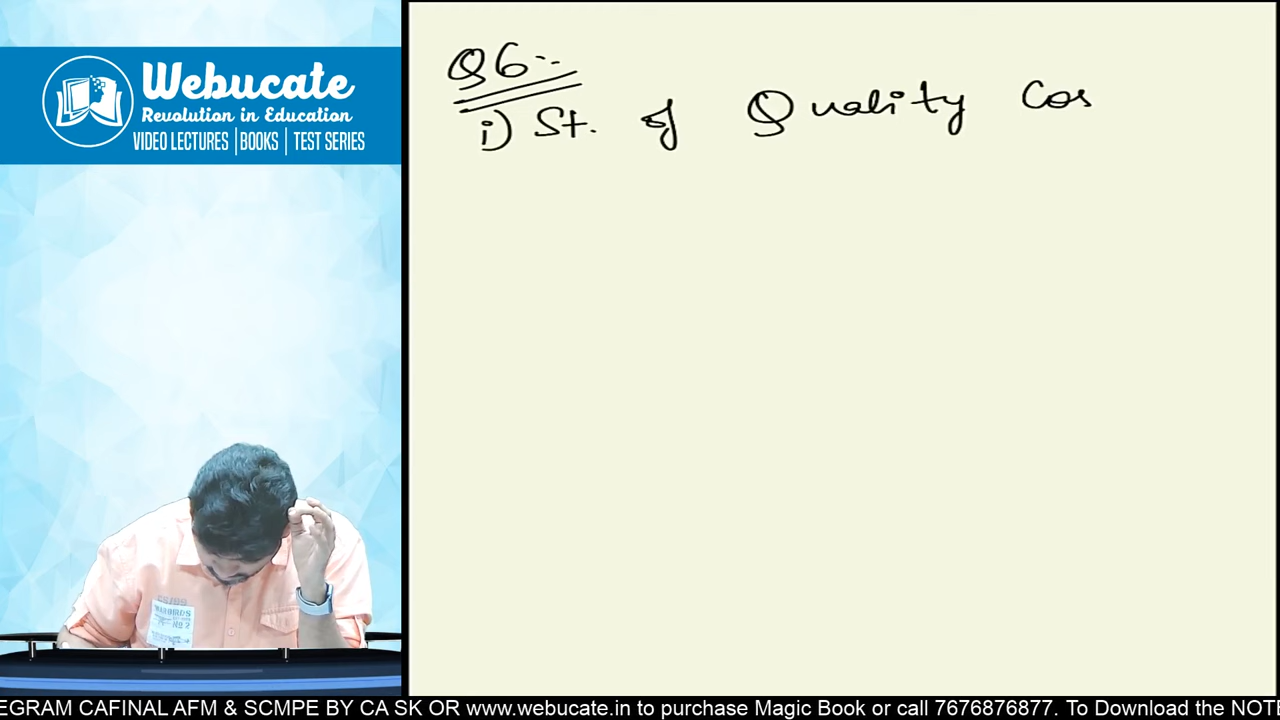 Webucate
Revolution in Education
VIDEO LECTURES | BOOKS | TEST SERIES
Q6:-
i) St. of Quality Cos
EGRAM CAFINAL AFM & SCMPE BY CA SK OR www.webucate.in to purchase Magic Book or call 7676876877. To Download the NOTE